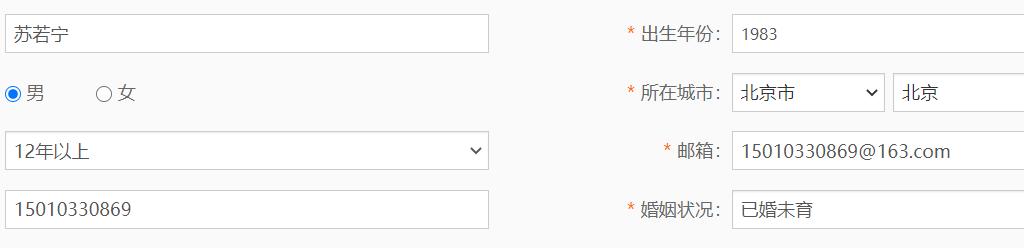 苏若宁 * 出生年份: 1983
男 女 * 所在城市: 北京市 北京
12年以上 * 邮箱: 15010330869@163.com
15010330869 * 婚姻状况: 已婚未育